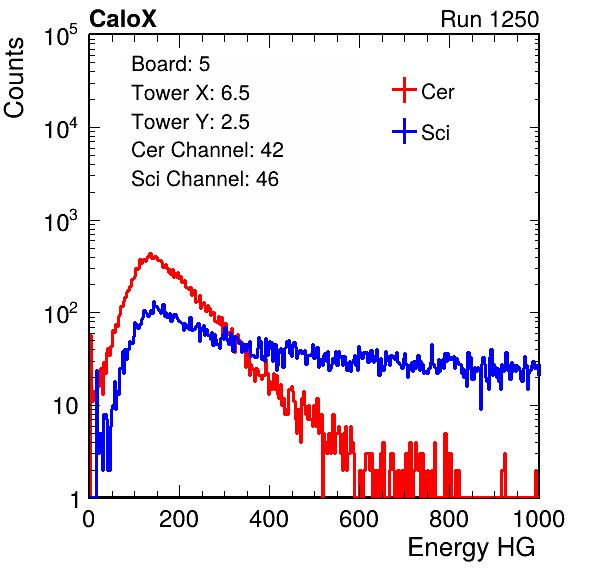 CaloX Run 1250
Counts
10^5
10^4
10^3
10^2
10
1
Board: 5
Tower X: 6.5
Tower Y: 2.5
Cer Channel: 42
Sci Channel: 46
Cer
Sci
0 200 400 600 800 1000
Energy HG